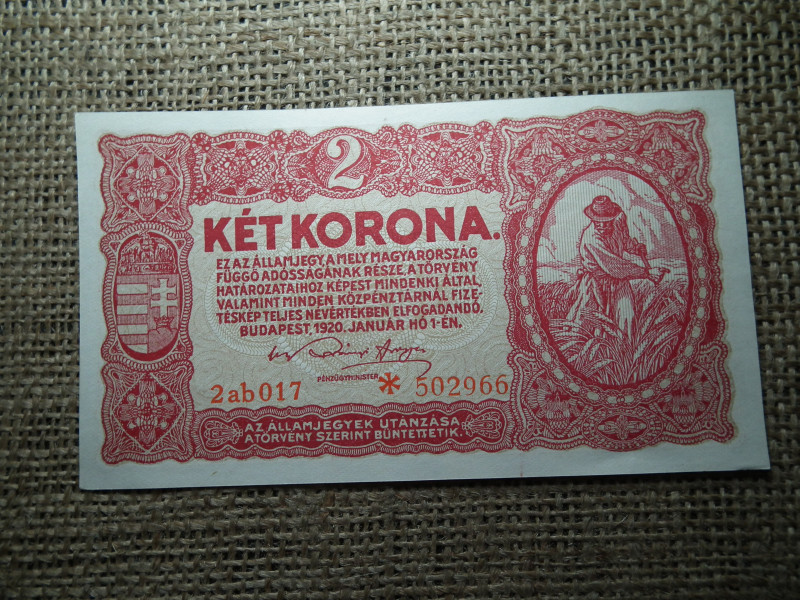 2
KÉT KORONA.
EZ AZ ÁLLAMJEGY, A MELY MAGYARORSZÁG
FÜGGŐ ADÓSSÁGÁNAK RÉSZE, A TÖRVÉNY
HATÁROZATAIHOZ KÉPEST MINDENKI ÁLTAL,
VALAMINT MINDEN KÖZPÉNZTÁRNÁL FIZE-
TÉSKÉP TELJES NÉVÉRTÉKBEN ELFOGADANDÓ.
BUDAPEST, 1920. JANUÁR HÓ 1-ÉN.
PÉNZÜGYMINISTER
2ab017 * 502966
AZ ÁLLAMJEGYEK UTÁNZÁSA
A TÖRVÉNY SZERINT BÜNTETTETIK.